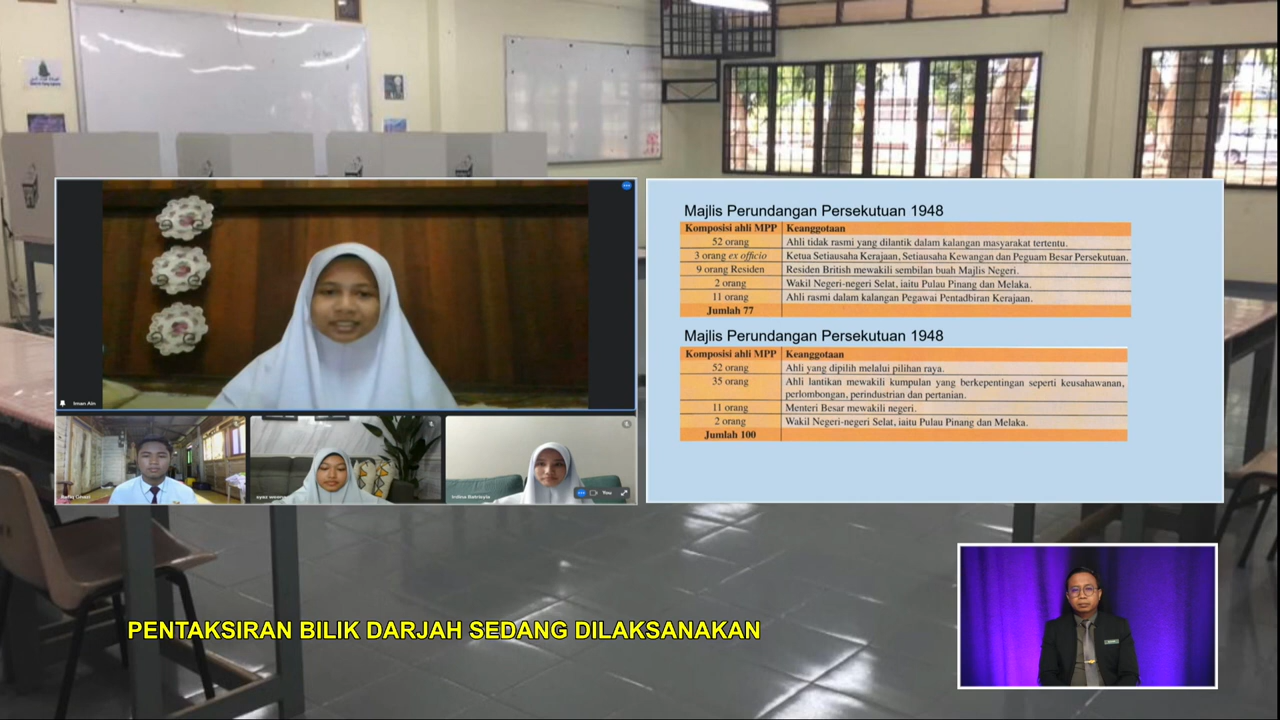 Majlis Perundangan Persekutuan 1948
Komposisi ahli MPP Keanggotaan
52 orang Ahli tidak rasmi yang dilantik dalam kalangan masyarakat tertentu.
3 orang ex officio Ketua Setiausaha Kerajaan, Setiausaha Kewangan dan Peguam Besar Persekutuan.
9 orang Residen Residen British mewakili sembilan buah Majlis Negeri.
2 orang Wakil Negeri-negeri Selat, iaitu Pulau Pinang dan Melaka.
11 orang Ahli rasmi dalam kalangan Pegawai Pentadbiran Kerajaan.
Jumlah 77
Majlis Perundangan Persekutuan 1948
Komposisi ahli MPP Keanggotaan
52 orang Ahli yang dipilih melalui pilihan raya.
35 orang Ahli lantikan mewakili kumpulan yang berkepentingan seperti keusahawanan,
perlombongan, perindustrian dan pertanian.
11 orang Menteri Besar mewakili negeri.
2 orang Wakil Negeri-negeri Selat, iaitu Pulau Pinang dan Melaka.
Jumlah 100
Iman Ain
You
PENTAKSIRAN BILIK DARJAH SEDANG DILAKSANAKAN